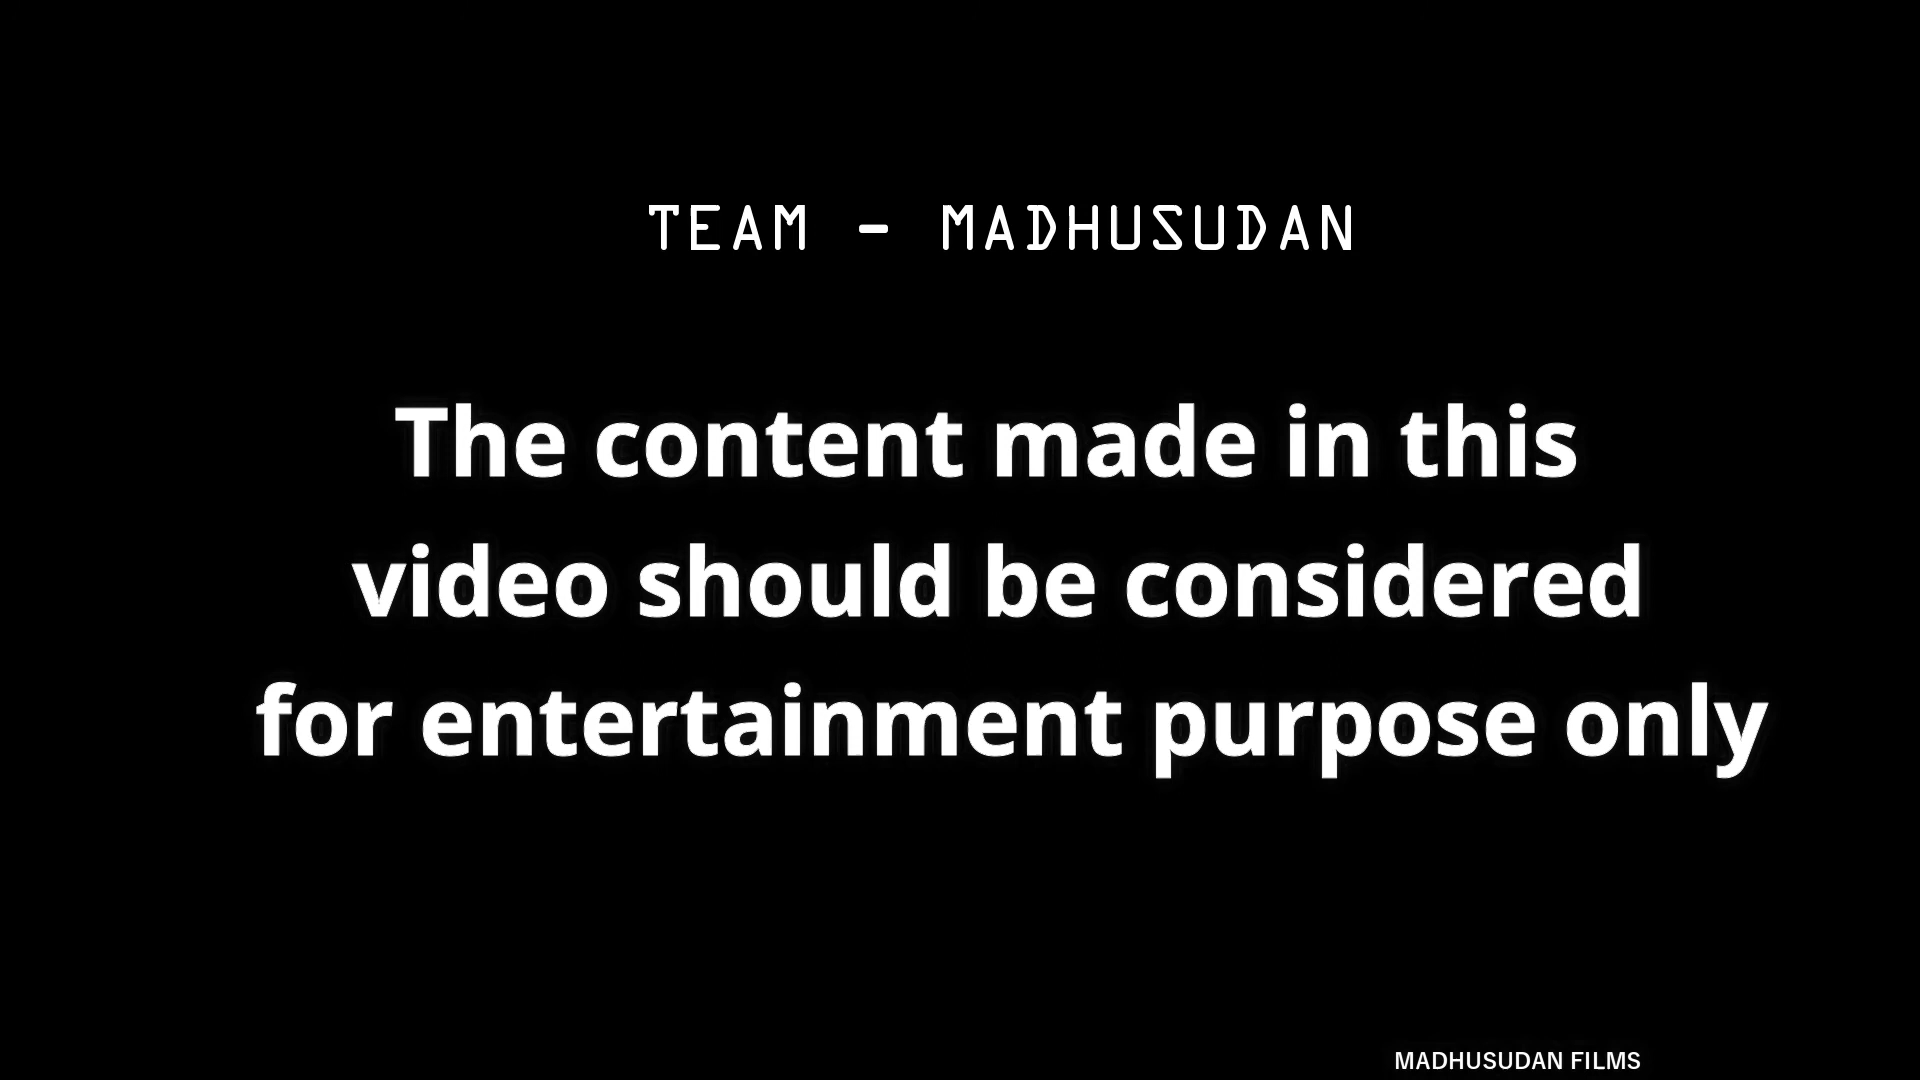 TEAM - MADHUSUDAN
The content made in this
video should be considered
for entertainment purpose only
MADHUSUDAN FILMS